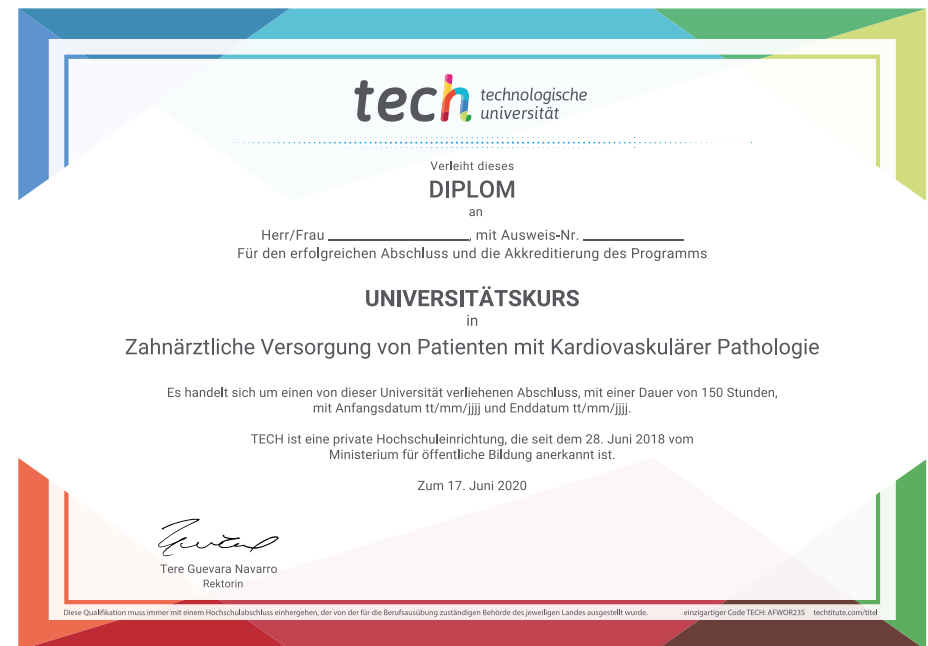 tech technologische
universität
Verleiht dieses
DIPLOM
an
Herr/Frau ____________________, mit Ausweis-Nr. ______________
Für den erfolgreichen Abschluss und die Akkreditierung des Programms
UNIVERSITÄTSKURS
in
Zahnärztliche Versorgung von Patienten mit Kardiovaskulärer Pathologie
Es handelt sich um einen von dieser Universität verliehenen Abschluss, mit einer Dauer von 150 Stunden,
mit Anfangsdatum tt/mm/jjjj und Enddatum tt/mm/jjjj.
TECH ist eine private Hochschuleinrichtung, die seit dem 28. Juni 2018 vom
Ministerium für öffentliche Bildung anerkannt ist.
Zum 17. Juni 2020
Tere Guevara Navarro
Rektorin
Diese Qualifikation muss immer mit einem Hochschulabschluss einhergehen, der von der für die Berufsausübung zuständigen Behörde des jeweiligen Landes ausgestellt wurde. einzigartiger Code TECH: AFWOR23S techtitute.com/titel